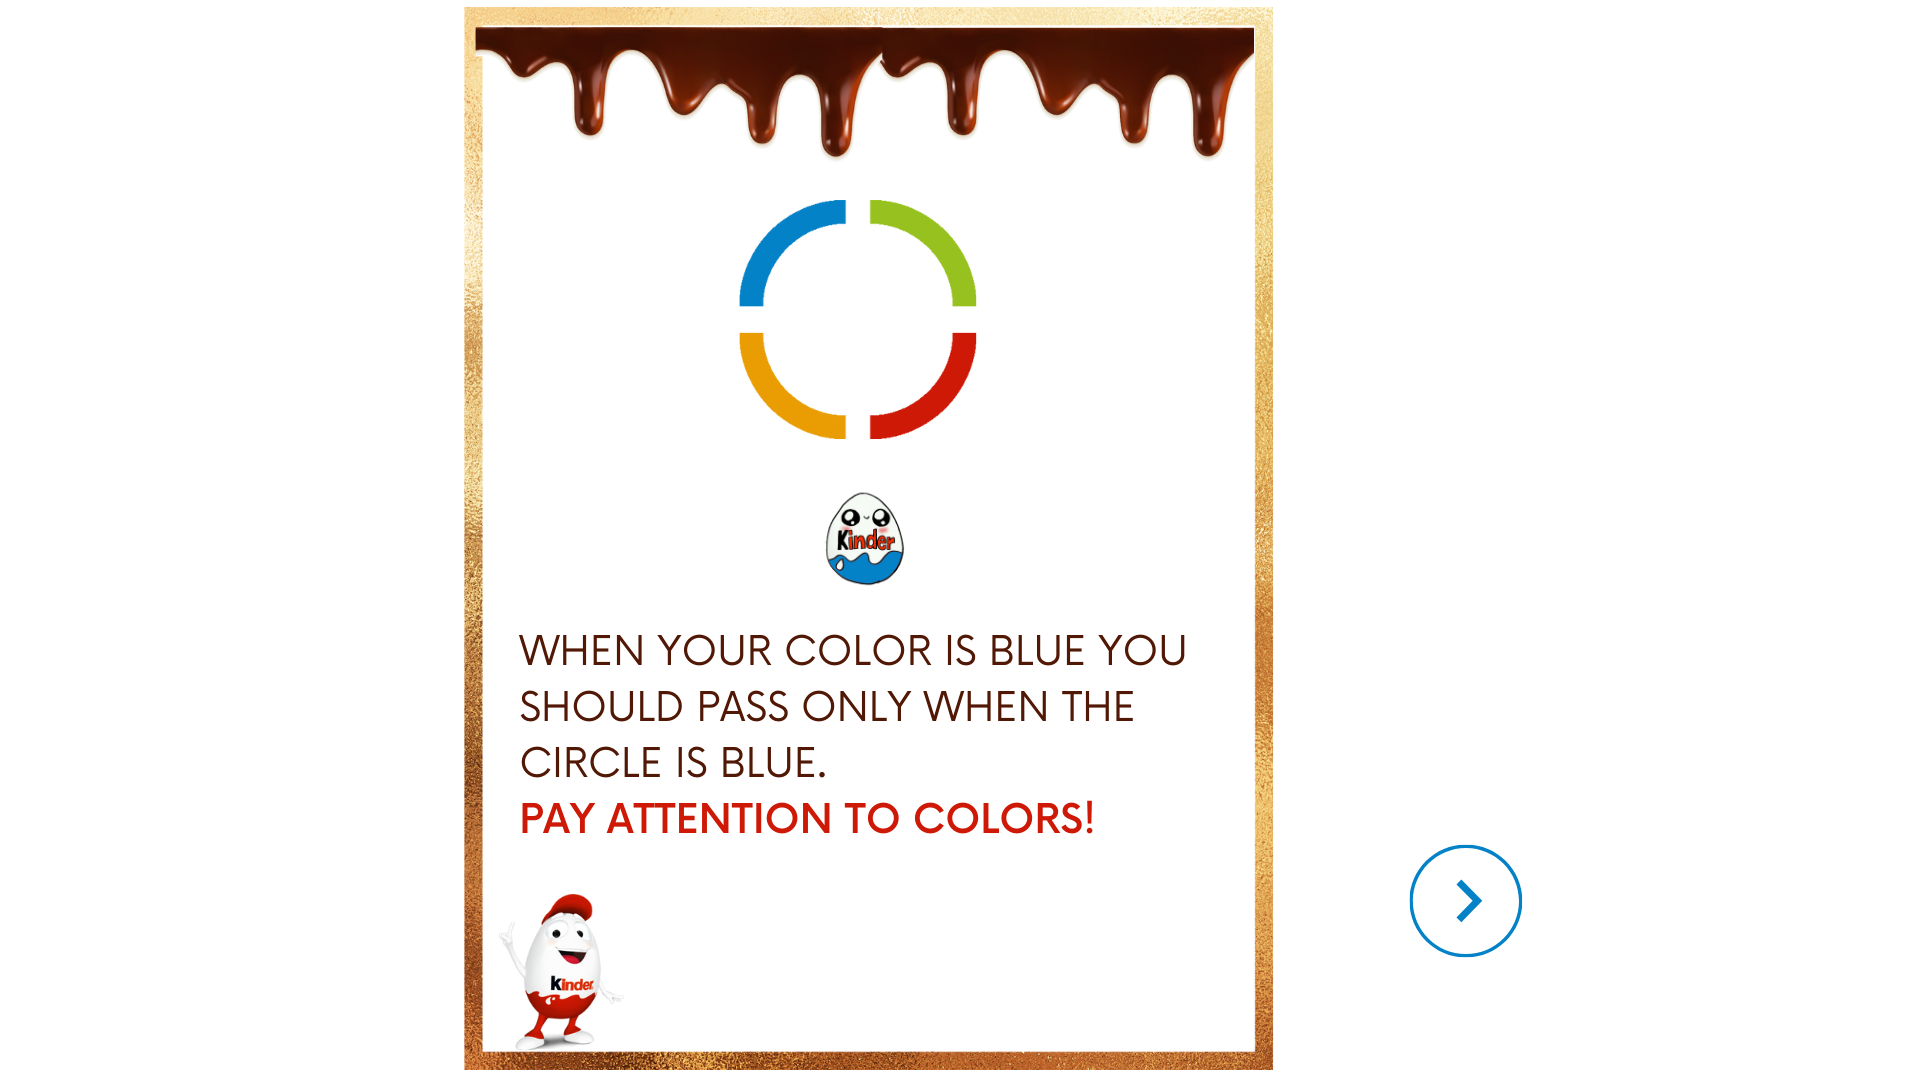 Kinder
WHEN YOUR COLOR IS BLUE YOU
SHOULD PASS ONLY WHEN THE
CIRCLE IS BLUE.
PAY ATTENTION TO COLORS!
Kinder